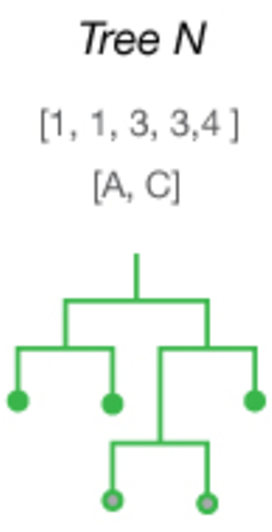 Tree N
[1, 1, 3, 3,4 ]
[A, C]